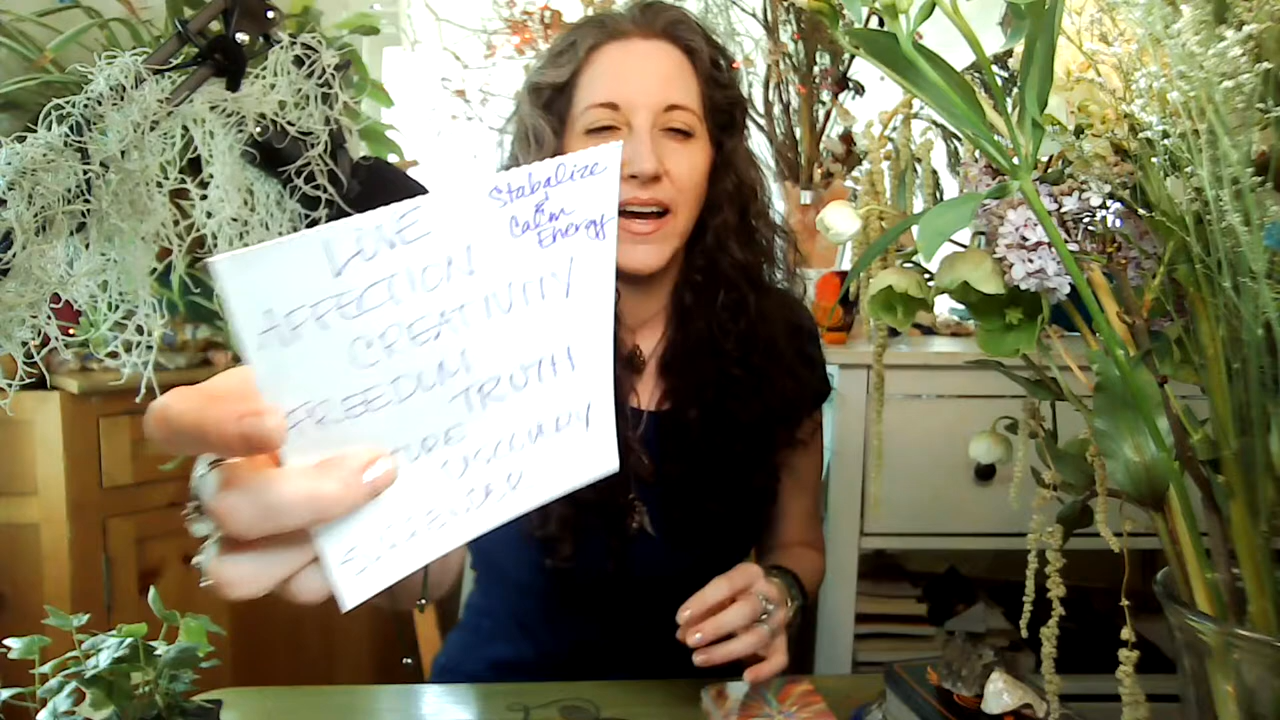 Stabalize
&
Calm
Energy
LOVE
AFFECTION
CREATIVITY
FREEDOM
TRUTH